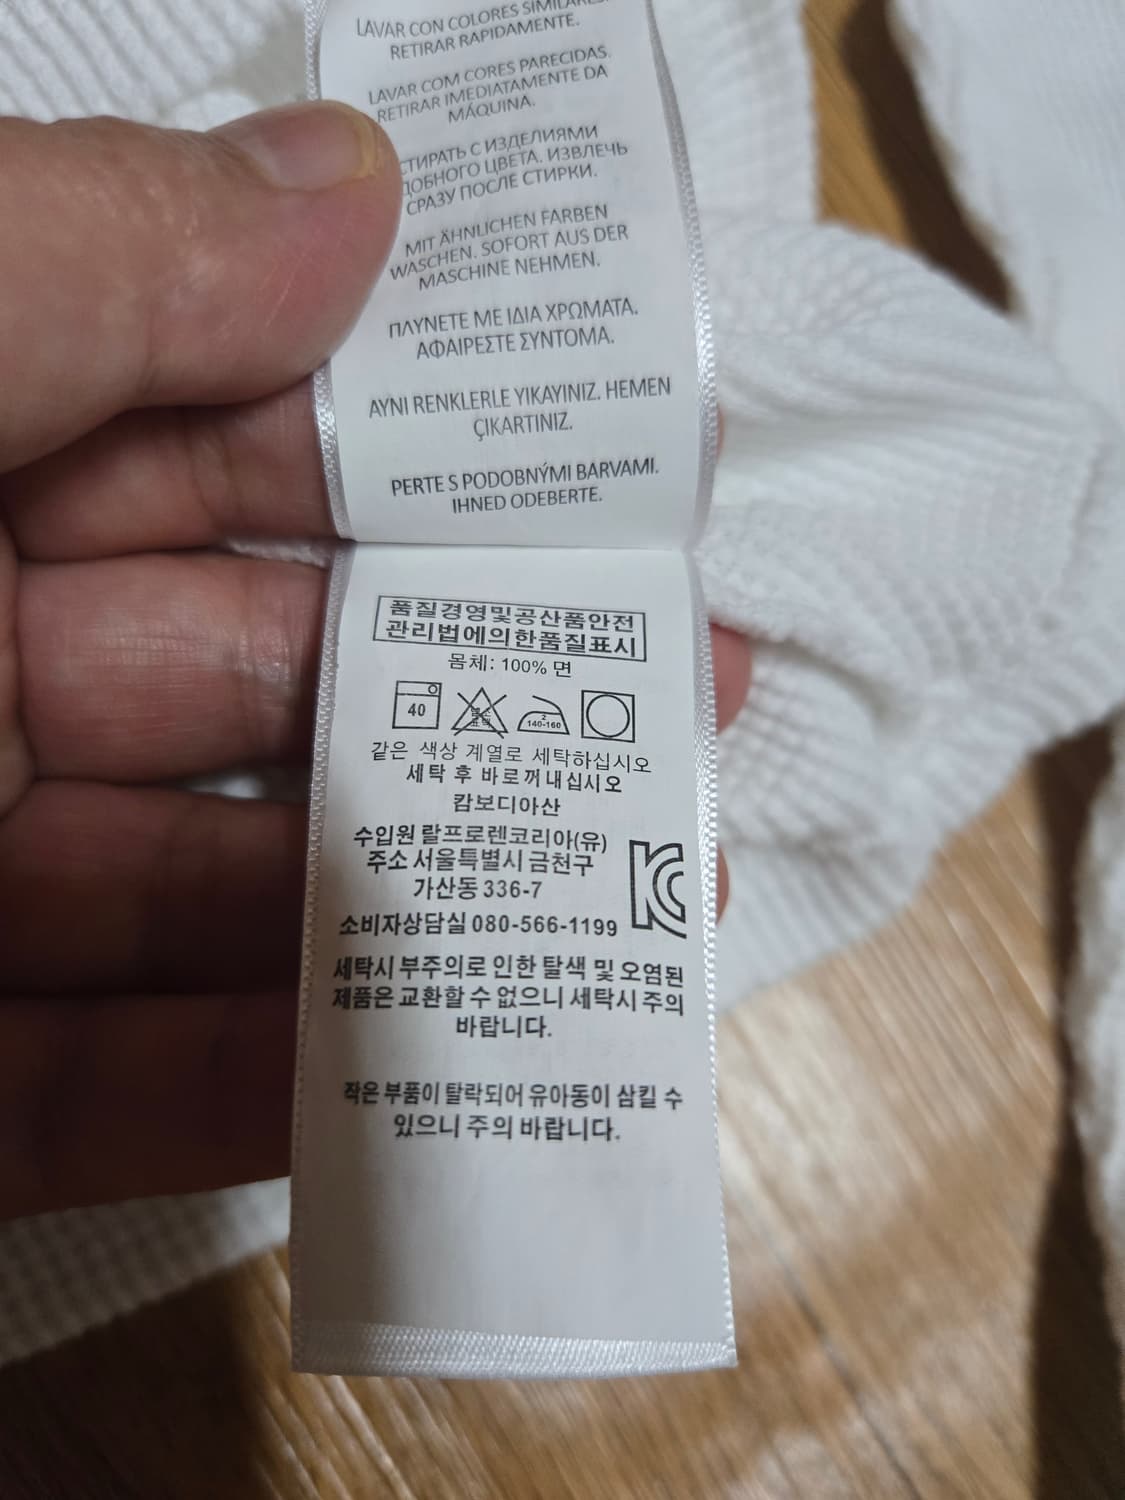 LAVAR CON COLORES SIMILARES.
RETIRAR RAPIDAMENTE.
LAVAR COM CORES PARECIDAS.
RETIRAR IMEDIATAMENTE DA
MÁQUINA.
СТИРАТЬ С ИЗДЕЛИЯМИ
ДОБНОГО ЦВЕТА. ИЗВЛЕЧЬ
СРАЗУ ПОСЛЕ СТИРКИ.
MIT ÄHNLICHEN FARBEN
WASCHEN. SOFORT AUS DER
MASCHINE NEHMEN.
ΠΛΥΝΕΤΕ ΜΕ ΙΔΙΑ ΧΡΩΜΑΤΑ.
ΑΦΑΙΡΕΣΤΕ ΣΥΝΤΟΜΑ.
AYNI RENKLERLE YIKAYINIZ. HEMEN
ÇIKARTINIZ.
PERTE S PODOBNÝMI BARVAMI.
IHNED ODEBERTE.
품질경영및공산품안전
관리법에의한품질표시
몸체: 100% 면
40 염소 표백 2 140-160
같은 색상 계열로 세탁하십시오
세탁 후 바로꺼내십시오
캄보디아산
수입원 랄프로렌코리아(유)
주소 서울특별시 금천구
가산동 336-7
소비자상담실 080-566-1199
세탁시 부주의로 인한 탈색 및 오염된
제품은 교환할 수 없으니 세탁시 주의
바랍니다.
작은 부품이 탈락되어 유아동이 삼킬 수
있으니 주의 바랍니다.